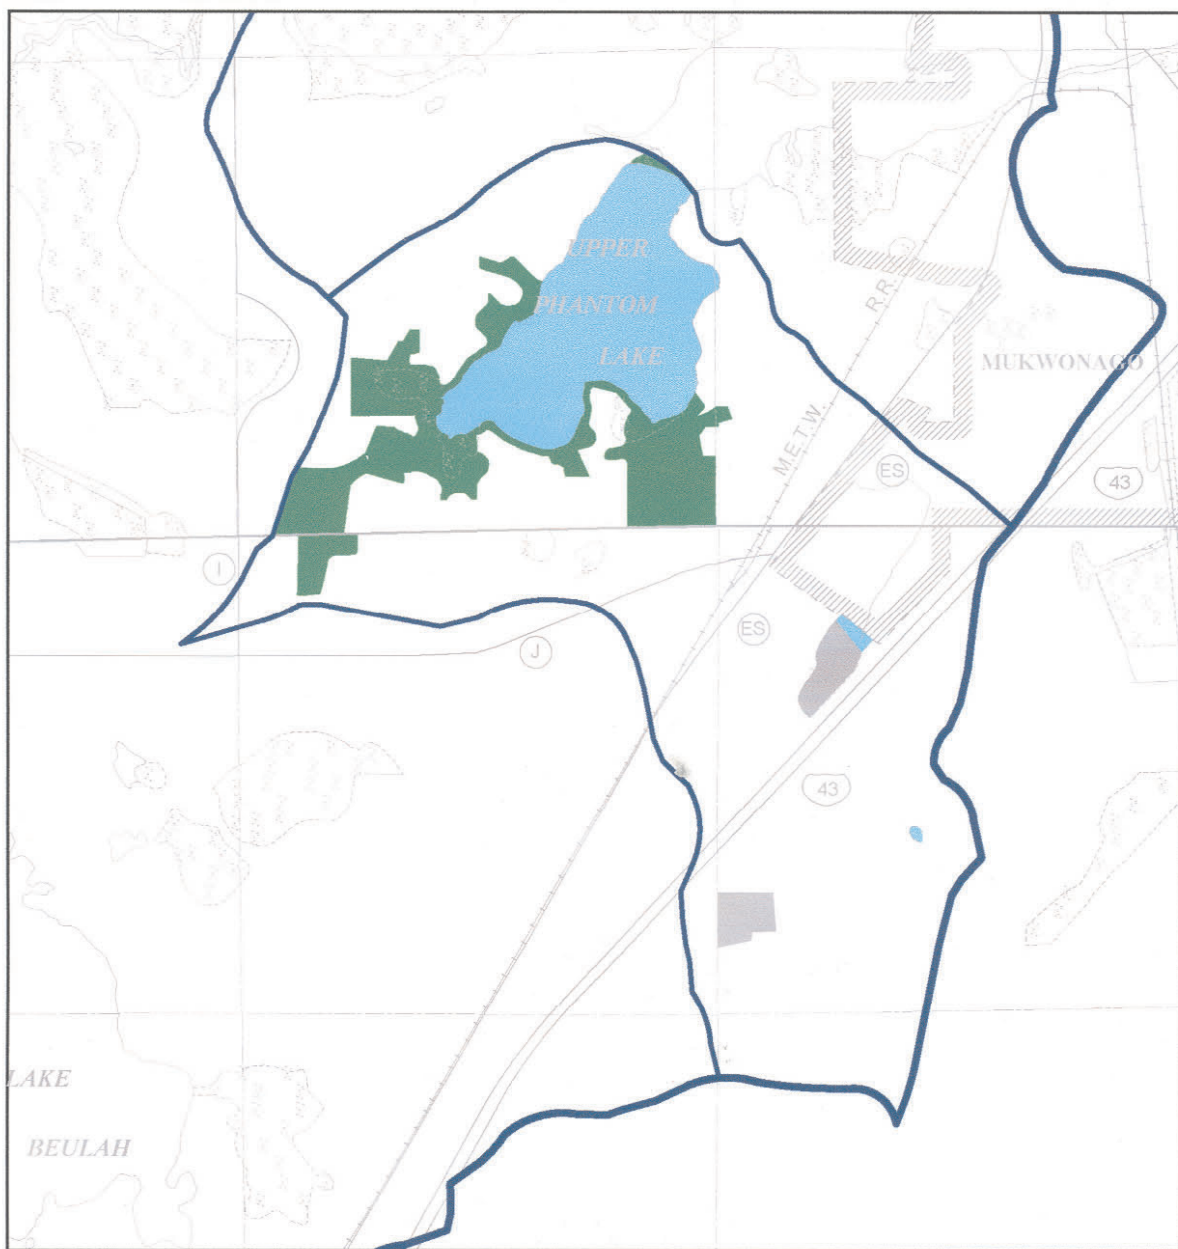 UPPER
PHANTOM
LAKE
R.R.
MUKWONAGO
M.E.T.W.
ES
43
I
ES
J
43
LAKE
BEULAH